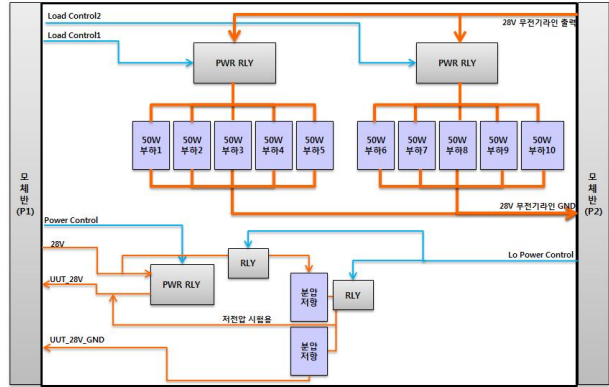 Load Control2
28V 무전기라인 출력
Load Control1
PWR RLY
PWR RLY
50W
부하1
50W
부하2
50W
부하3
50W
부하4
50W
부하5
50W
부하6
50W
부하7
50W
부하8
50W
부하9
50W
부하10
모
체
반
(P1)
모
체
반
(P2)
28V 무전기라인 GND
Power Control
28V
RLY
Lo Power Control
UUT_28V
PWR RLY
분압
저항
RLY
저전압 시험용
UUT_28V_GND
분압
저항